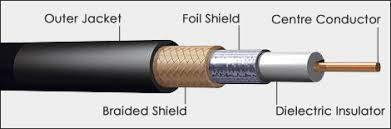 Outer Jacket
Foil Shield
Centre Conductor
Braided Shield
Dielectric Insulator